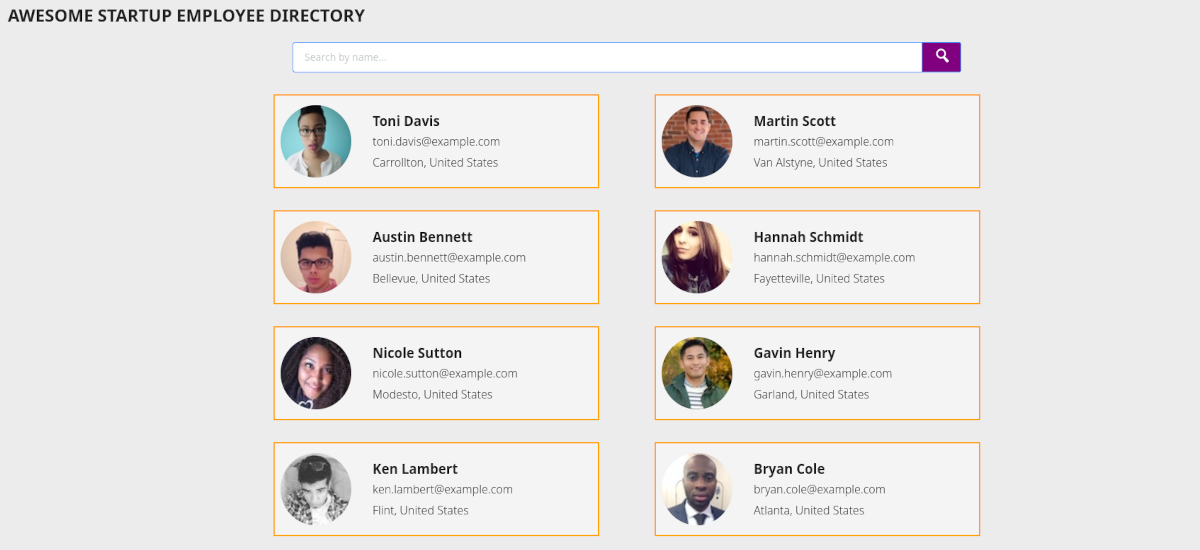 AWESOME STARTUP EMPLOYEE DIRECTORY
Search by name...
Toni Davis
toni.davis@example.com
Carrollton, United States
Martin Scott
martin.scott@example.com
Van Alstyne, United States
Austin Bennett
austin.bennett@example.com
Bellevue, United States
Hannah Schmidt
hannah.schmidt@example.com
Fayetteville, United States
Nicole Sutton
nicole.sutton@example.com
Modesto, United States
Gavin Henry
gavin.henry@example.com
Garland, United States
Ken Lambert
ken.lambert@example.com
Flint, United States
Bryan Cole
bryan.cole@example.com
Atlanta, United States